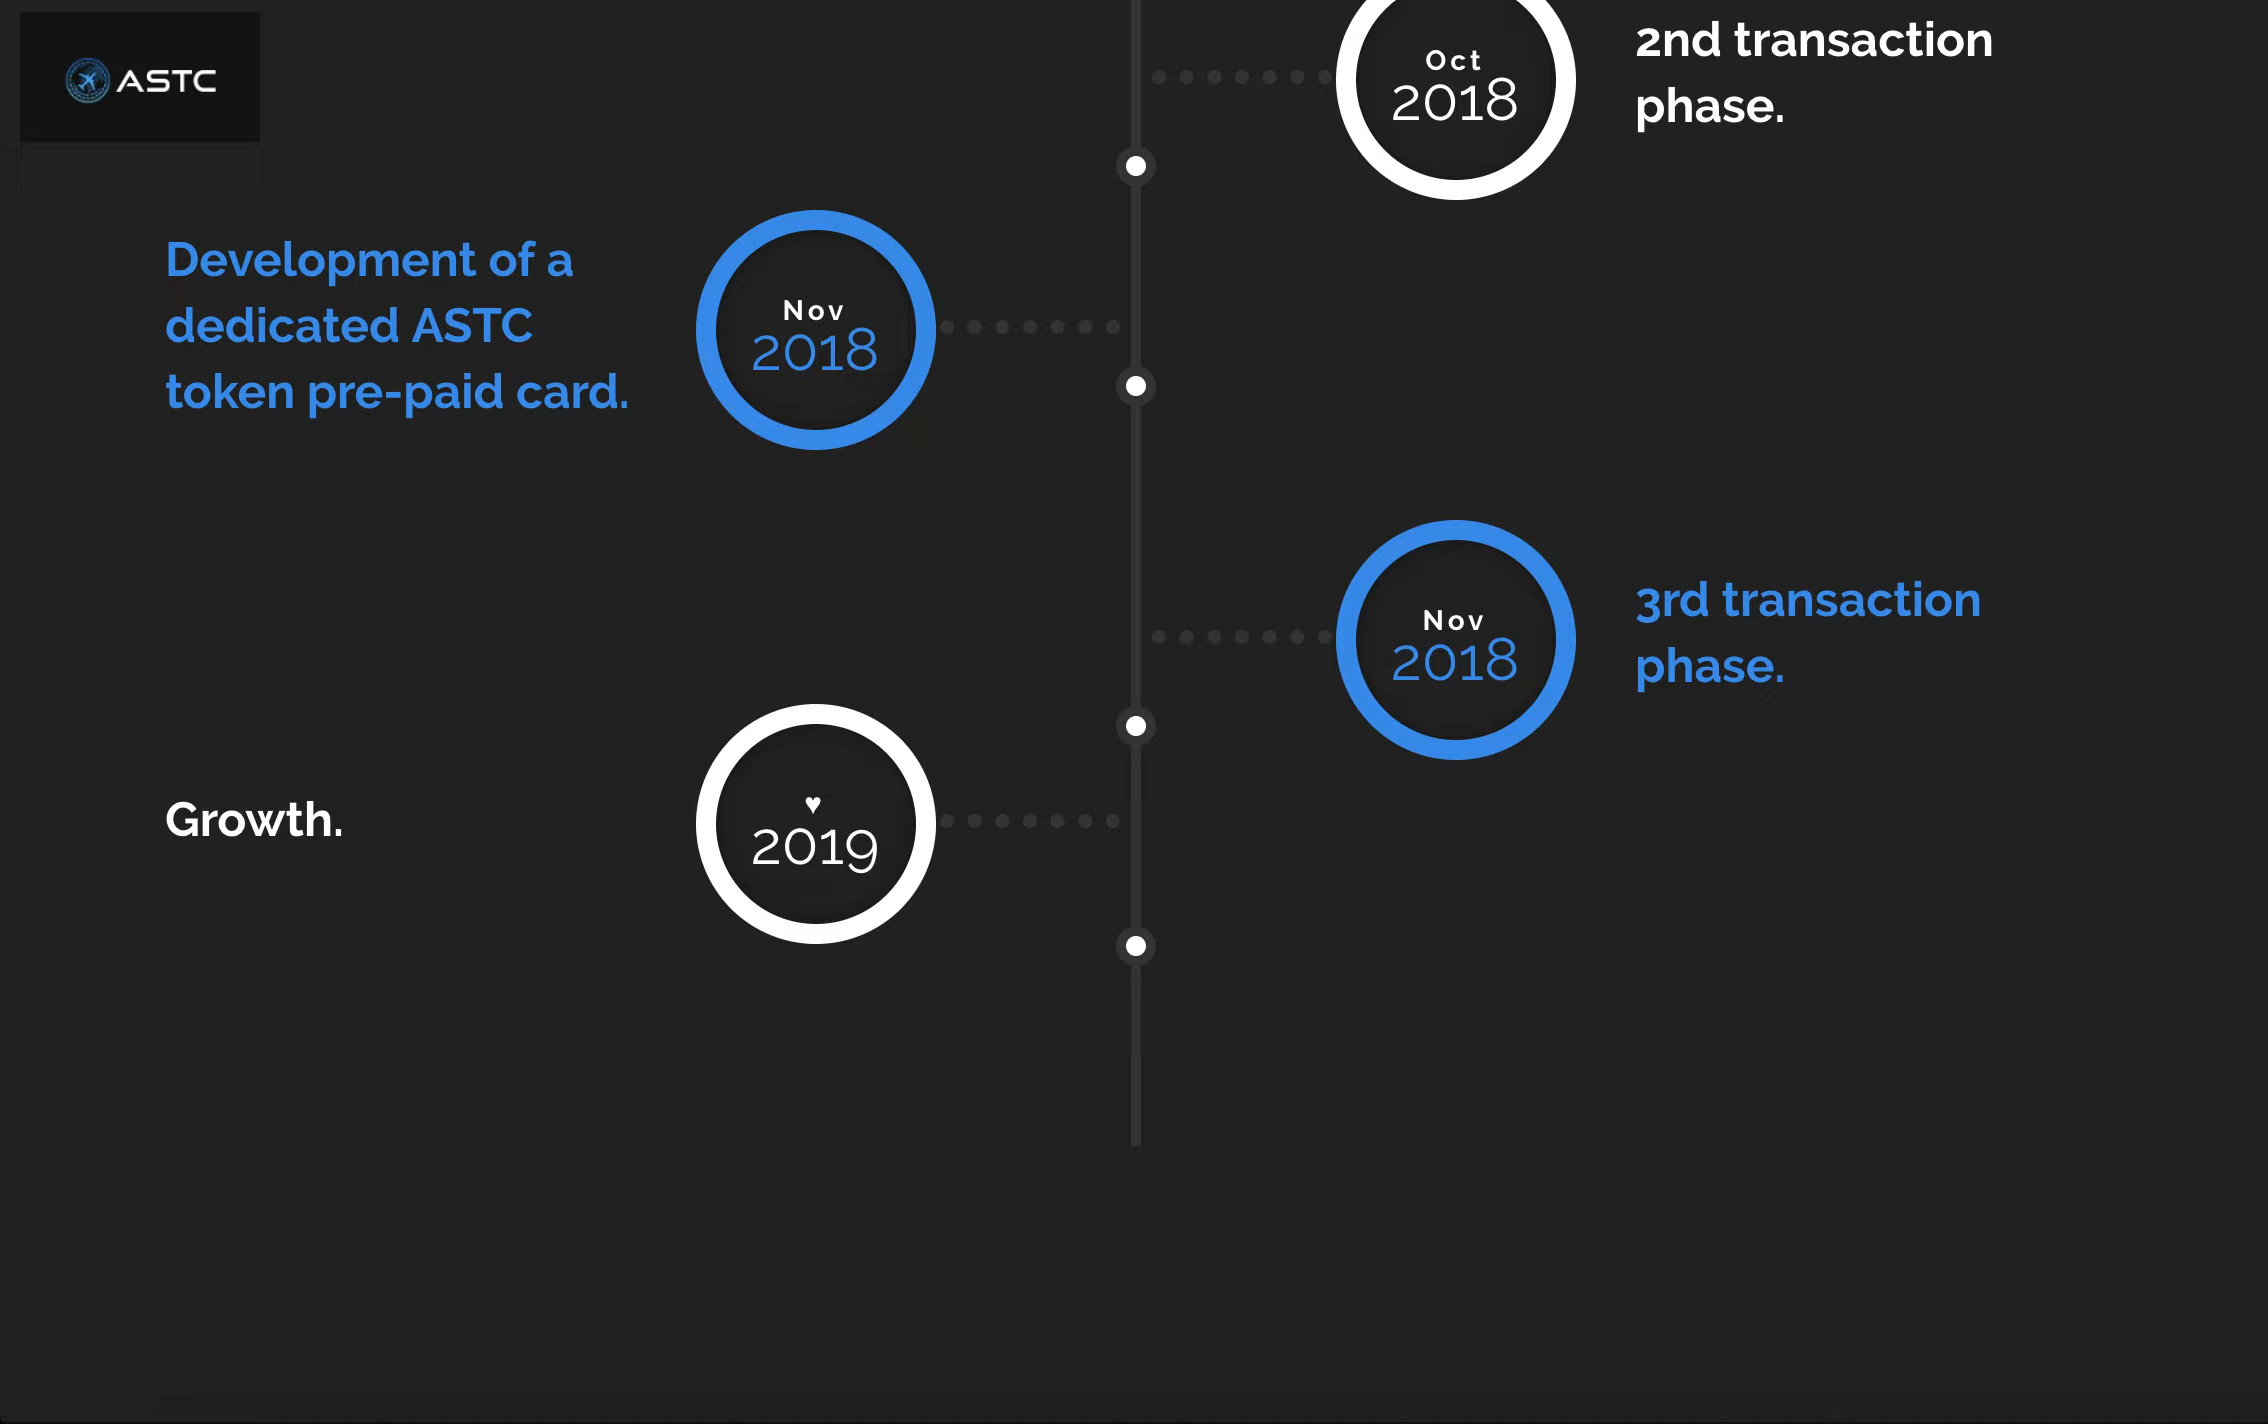 ASTC
Oct
2018
2nd transaction
phase.
Development of a
dedicated ASTC
token pre-paid card.
Nov
2018
Nov
2018
3rd transaction
phase.
Growth.
♥
2019